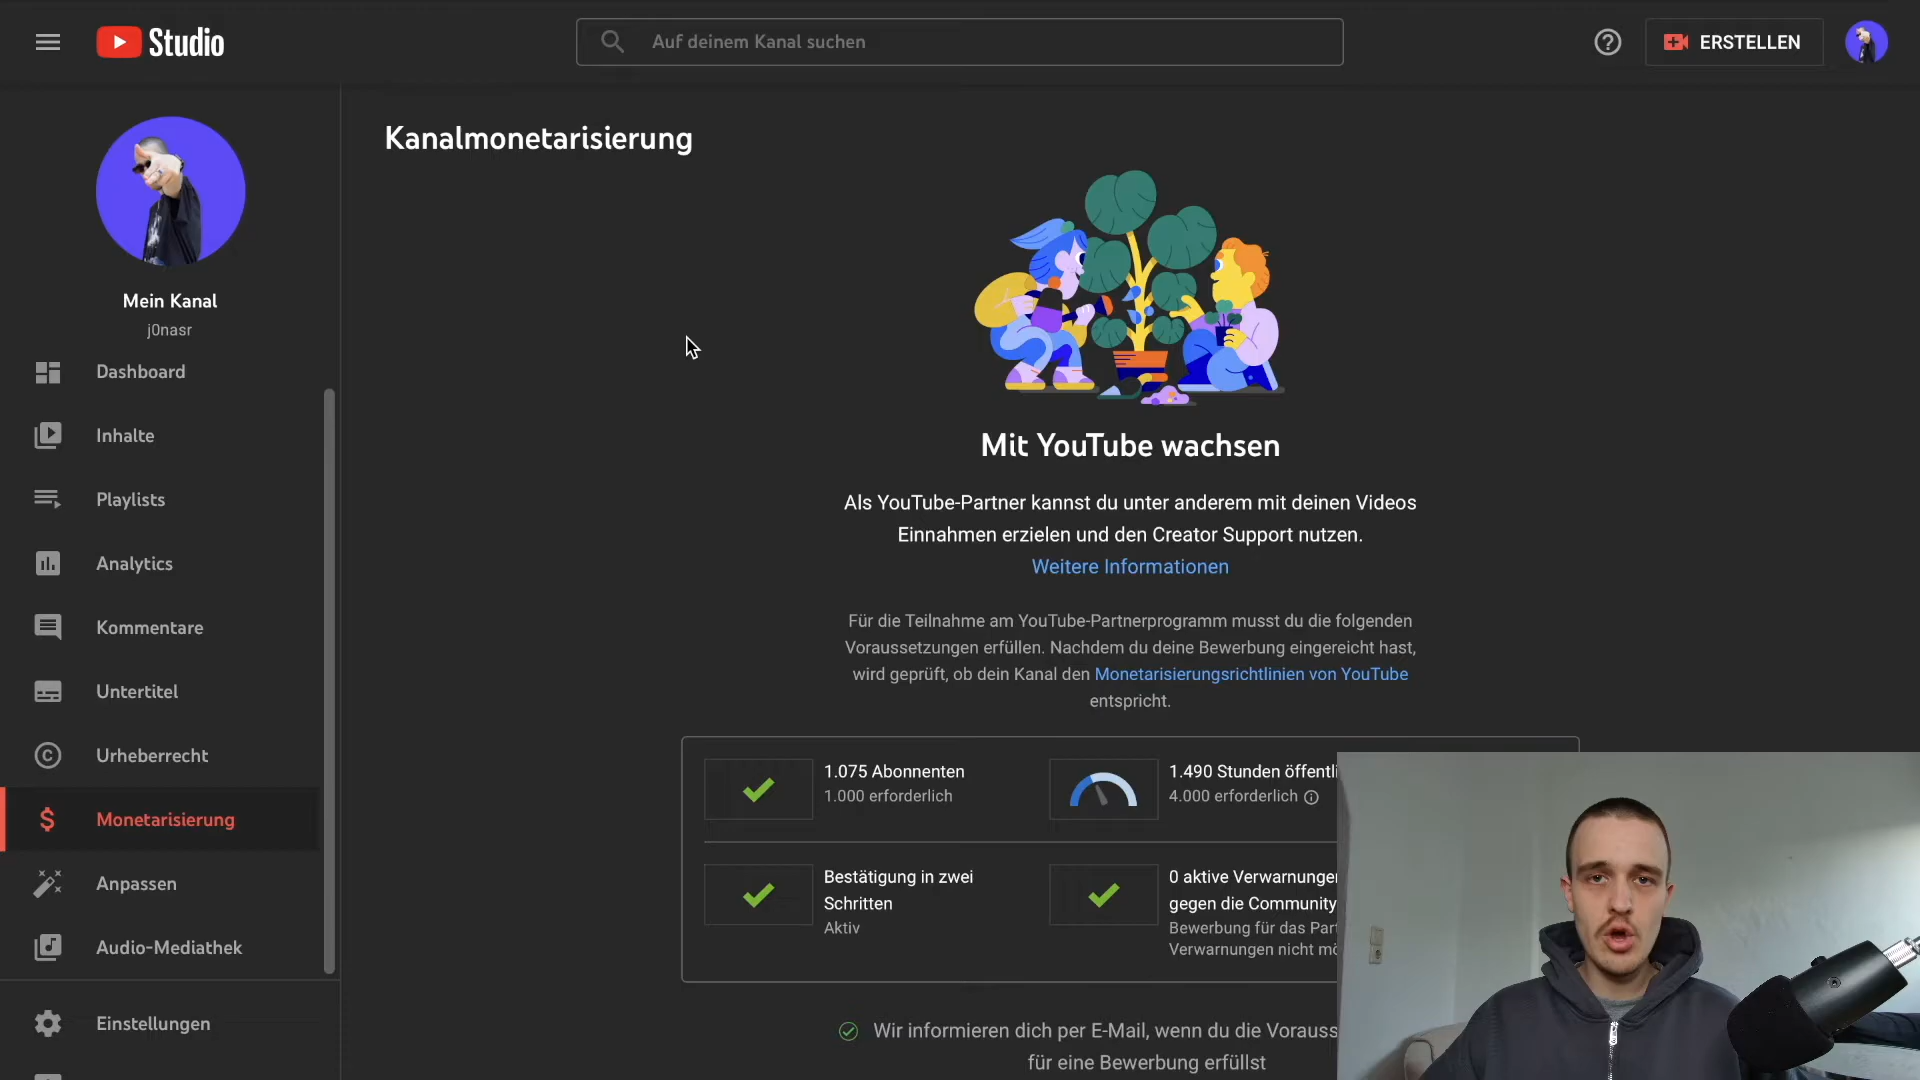 Studio
Auf deinem Kanal suchen
ERSTELLEN
Mein Kanal
j0nasr
Dashboard
Inhalte
Playlists
Analytics
Kommentare
Untertitel
Urheberrecht
Monetarisierung
Anpassen
Audio-Mediathek
Einstellungen
Kanalmonetarisierung
Mit YouTube wachsen
Als YouTube-Partner kannst du unter anderem mit deinen Videos
Einnahmen erzielen und den Creator Support nutzen.
Weitere Informationen
Für die Teilnahme am YouTube-Partnerprogramm musst du die folgenden
Voraussetzungen erfüllen. Nachdem du deine Bewerbung eingereicht hast,
wird geprüft, ob dein Kanal den Monetarisierungsrichtlinien von YouTube
entspricht.
1.075 Abonnenten
1.000 erforderlich
1.490 Stunden öffentli
4.000 erforderlich
Bestätigung in zwei
Schritten
Aktiv
0 aktive Verwarnunge
gegen die Community
Bewerbung für das Par
Verwarnungen nicht mö
Wir informieren dich per E-Mail, wenn du die Vorauss
für eine Bewerbung erfüllst